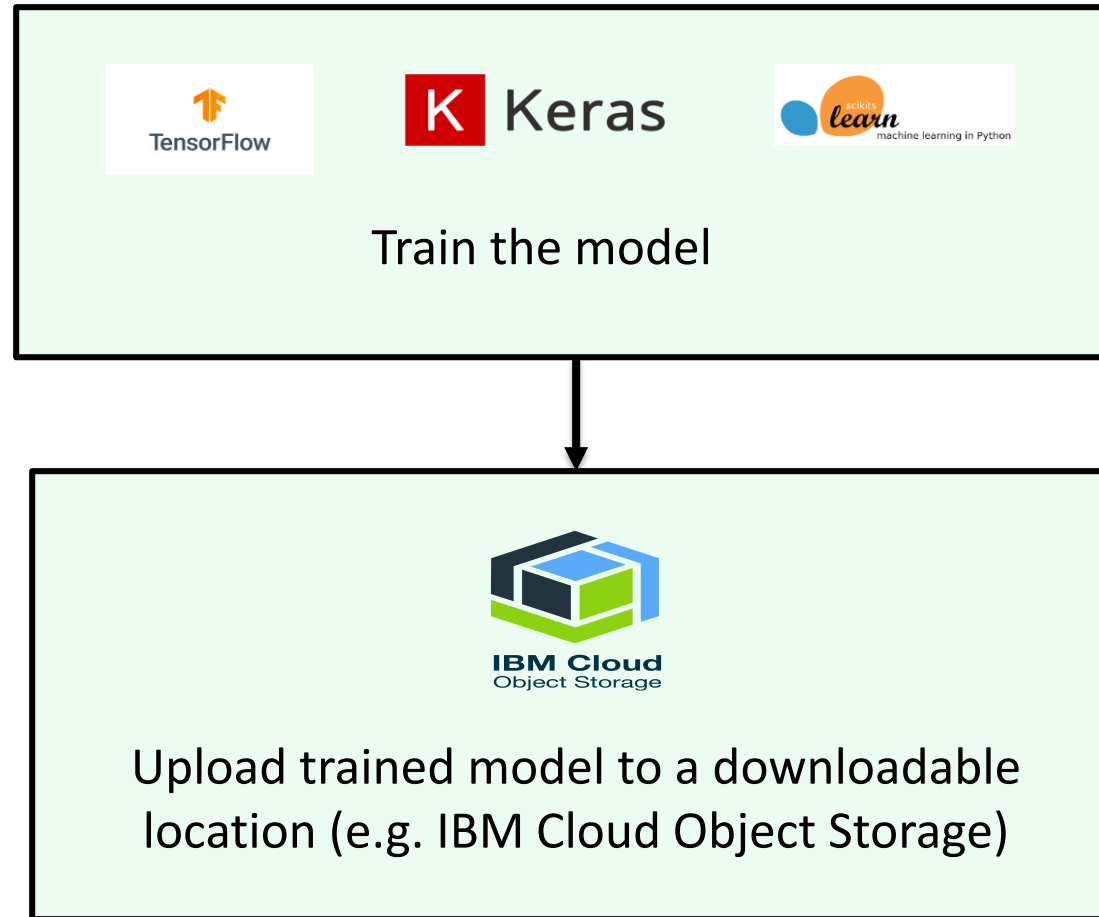 TensorFlow
K Keras
scikits
learn
machine learning in Python
Train the model
IBM Cloud
Object Storage
Upload trained model to a downloadable
location (e.g. IBM Cloud Object Storage)